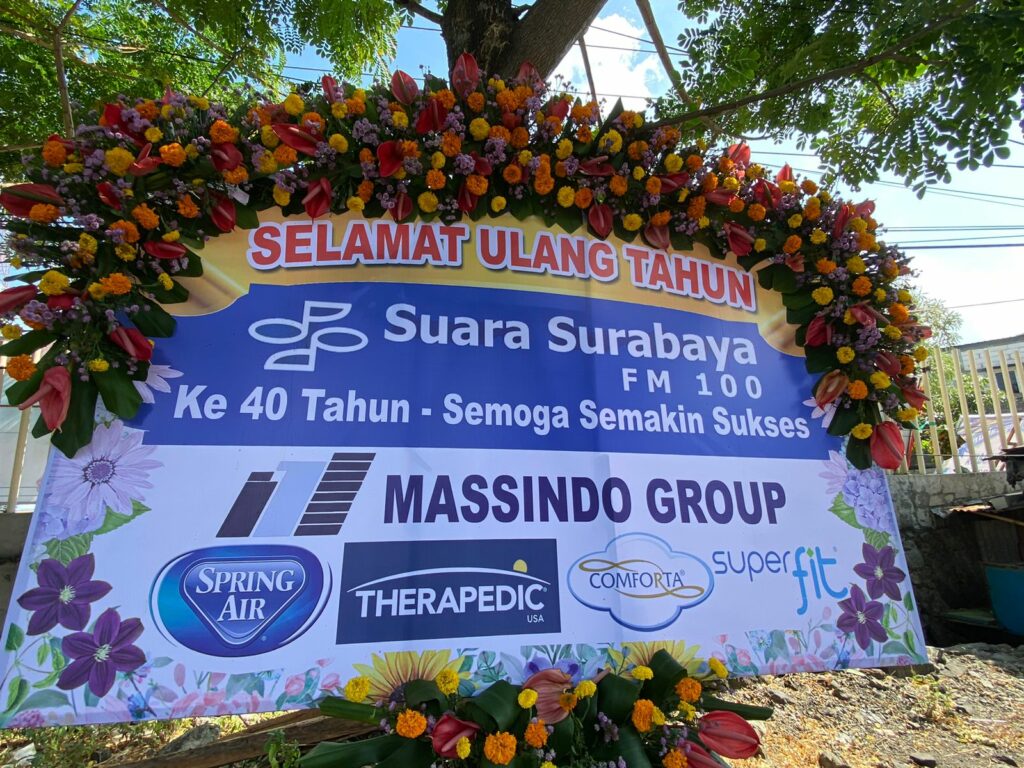 SELAMAT ULANG TAHUN
Suara Surabaya
FM 100
Ke 40 Tahun - Semoga Semakin Sukses
MASSINDO GROUP
SPRING AIR®
THERAPEDIC®
USA
COMFORTA®
superfit